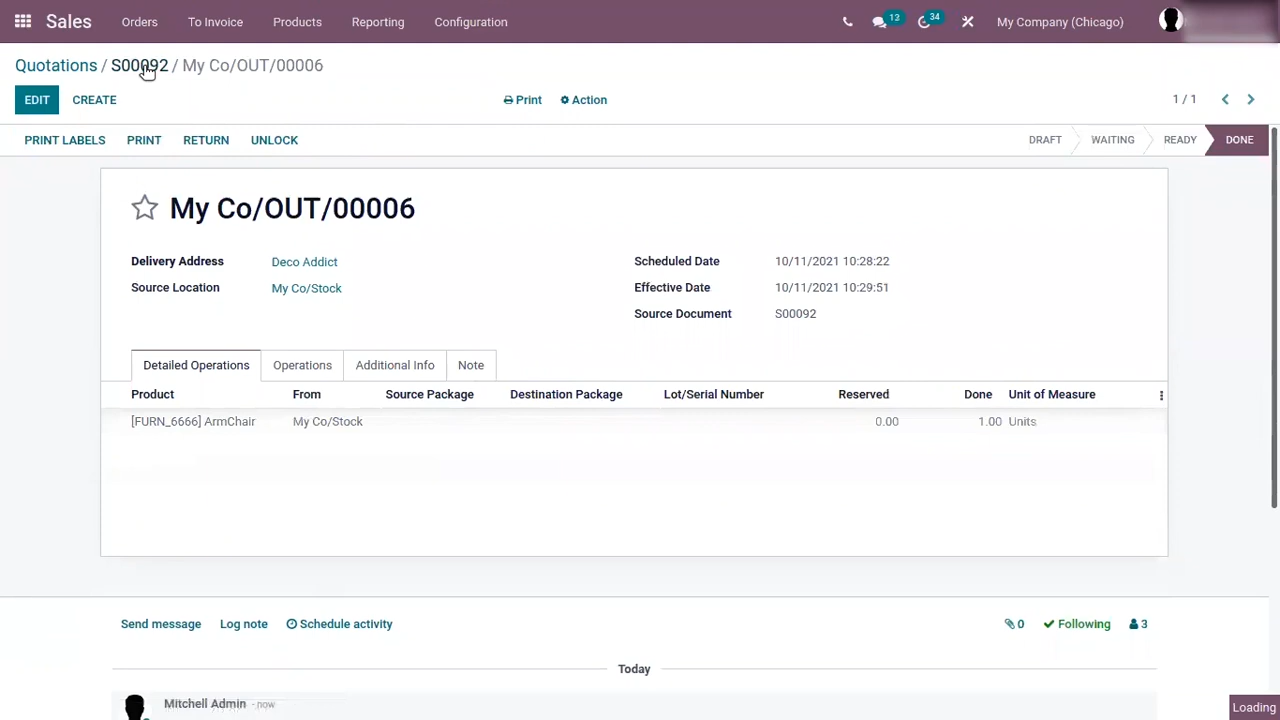 Sales Orders To Invoice Products Reporting Configuration 13 34 My Company (Chicago)
Quotations / S00092 / My Co/OUT/00006
EDIT CREATE Print Action 1 / 1
PRINT LABELS PRINT RETURN UNLOCK DRAFT WAITING READY DONE
My Co/OUT/00006
Delivery Address Deco Addict Scheduled Date 10/11/2021 10:28:22
Source Location My Co/Stock Effective Date 10/11/2021 10:29:51
Source Document S00092
Detailed Operations Operations Additional Info Note
Product From Source Package Destination Package Lot/Serial Number Reserved Done Unit of Measure
[FURN_6666] ArmChair My Co/Stock 0.00 1.00 Units
Send message Log note Schedule activity 0 Following 3
Today
Mitchell Admin - now
Loading